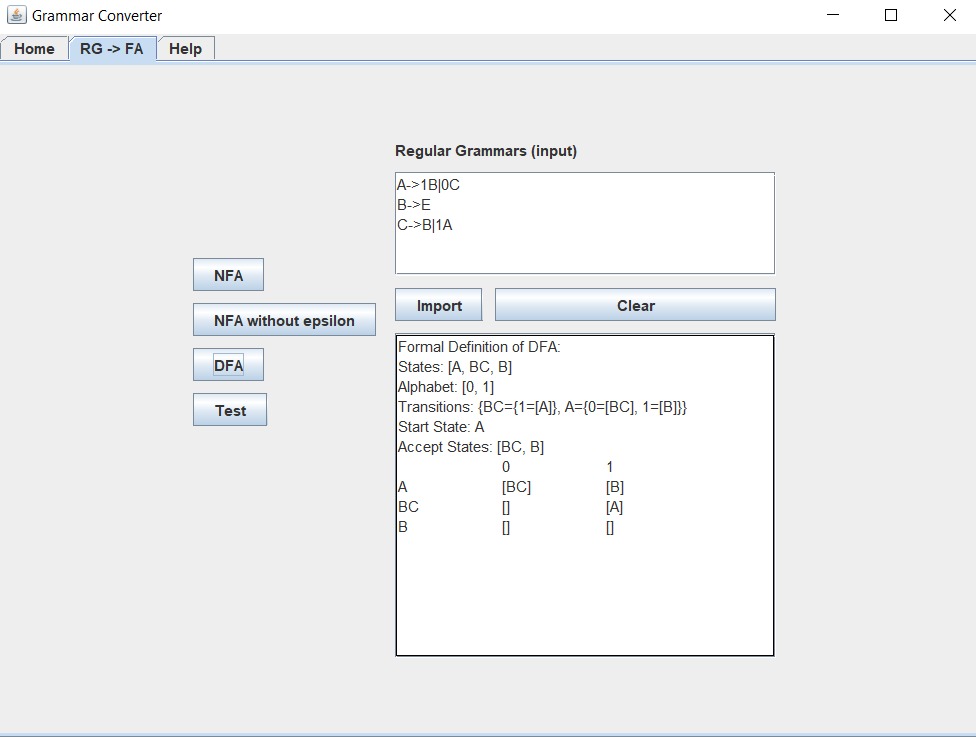 Grammar Converter
Home RG -> FA Help
Regular Grammars (input)
A->1B|0C
B->E
C->B|1A
NFA
NFA without epsilon
DFA
Test
Import Clear
Formal Definition of DFA:
States: [A, BC, B]
Alphabet: [0, 1]
Transitions: {BC={1=[A]}, A={0=[BC], 1=[B]}}
Start State: A
Accept States: [BC, B]
0 1
A [BC] [B]
BC [] [A]
B [] []